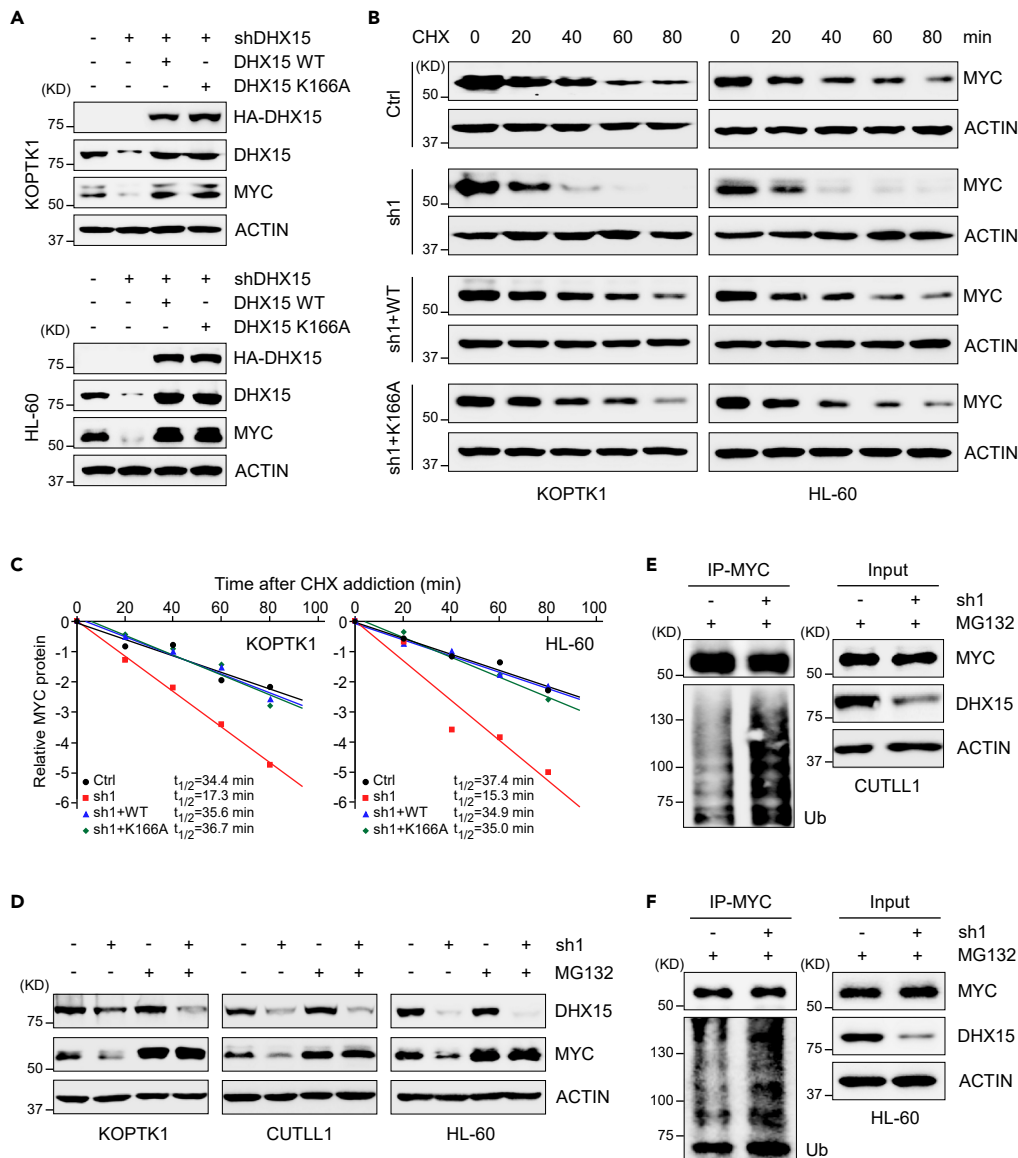 A
- + + + shDHX15
- - + - DHX15 WT
- - - + DHX15 K166A
(KD)
75 HA-DHX15
75 DHX15
50 MYC
37 ACTIN
KOPTK1
- + + + shDHX15
- - + - DHX15 WT
- - - + DHX15 K166A
(KD)
75 HA-DHX15
75 DHX15
50 MYC
37 ACTIN
HL-60
B
CHX 0 20 40 60 80 0 20 40 60 80 min
(KD)
Ctrl
50 MYC
37 ACTIN
sh1
50 MYC
37 ACTIN
sh1+WT
50 MYC
37 ACTIN
sh1+K166A
50 MYC
37 ACTIN
KOPTK1 HL-60
C
Time after CHX addiction (min)
0 20 40 60 80 100 0 20 40 60 80 100
KOPTK1 HL-60
Relative MYC protein
0
-1
-2
-3
-4
-5
-6
Ctrl t1/2=34.4 min
sh1 t1/2=17.3 min
sh1+WT t1/2=35.6 min
sh1+K166A t1/2=36.7 min
t1/2=37.4 min
t1/2=15.3 min
t1/2=34.9 min
t1/2=35.0 min
D
- + - + - + - + - + - + sh1
- - + + - - + + - - + + MG132
(KD)
75 DHX15
50 MYC
37 ACTIN
KOPTK1 CUTLL1 HL-60
E
IP-MYC Input
- + - + sh1
+ + + + MG132
(KD) (KD)
50 50 MYC
130
100
75
Ub
75 DHX15
50
37 ACTIN
CUTLL1
F
IP-MYC Input
- + - + sh1
+ + + + MG132
(KD) (KD)
50 50 MYC
130
100
75
Ub
75 DHX15
37 ACTIN
HL-60